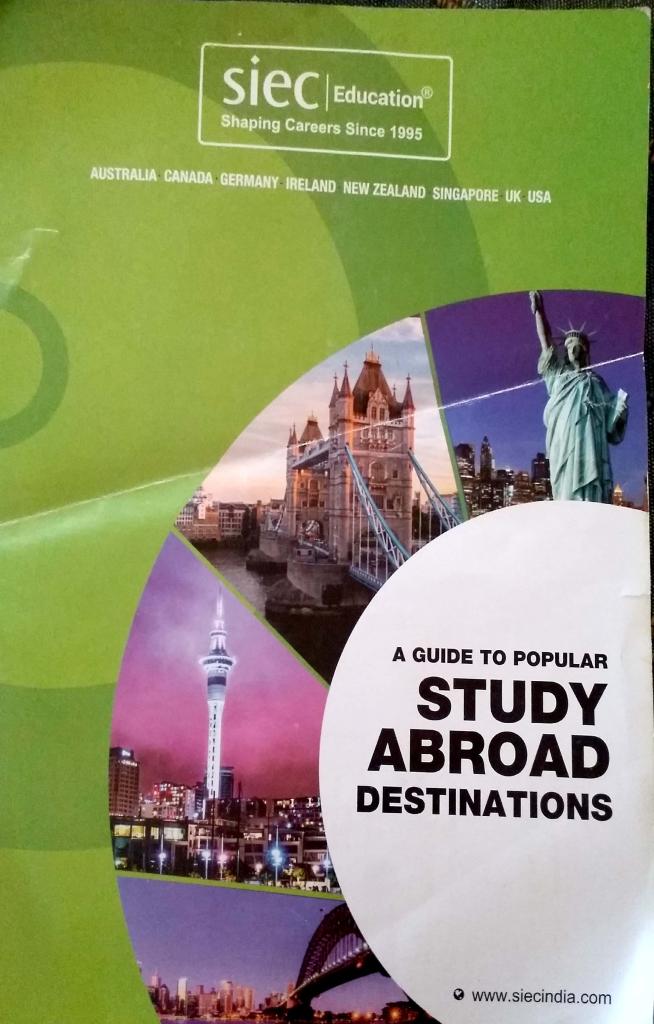 siec Education®
Shaping Careers Since 1995
AUSTRALIA · CANADA · GERMANY · IRELAND · NEW ZEALAND · SINGAPORE · UK · USA
A GUIDE TO POPULAR
STUDY
ABROAD
DESTINATIONS
www.siecindia.com